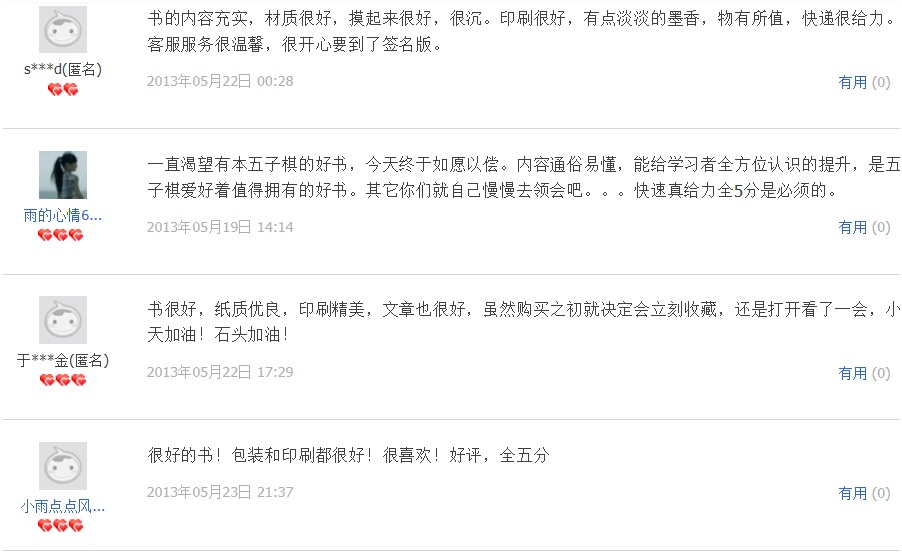 书的内容充实，材质很好，摸起来很好，很沉。印刷很好，有点淡淡的墨香，物有所值，快递很给力。
客服服务很温馨，很开心要到了签名版。
s***d(匿名)
2013年05月22日 00:28
有用 (0)
一直渴望有本五子棋的好书，今天终于如愿以偿。内容通俗易懂，能给学习者全方位认识的提升，是五
子棋爱好着值得拥有的好书。其它你们就自己慢慢去领会吧。。。快速真给力全5分是必须的。
雨的心情6...
2013年05月19日 14:14
有用 (0)
书很好，纸质优良，印刷精美，文章也很好，虽然购买之初就决定会立刻收藏，还是打开看了一会，小
天加油！石头加油！
于***金(匿名)
2013年05月22日 17:29
有用 (0)
很好的书！包装和印刷都很好！很喜欢！好评，全五分
小雨点点风...
2013年05月23日 21:37
有用 (0)